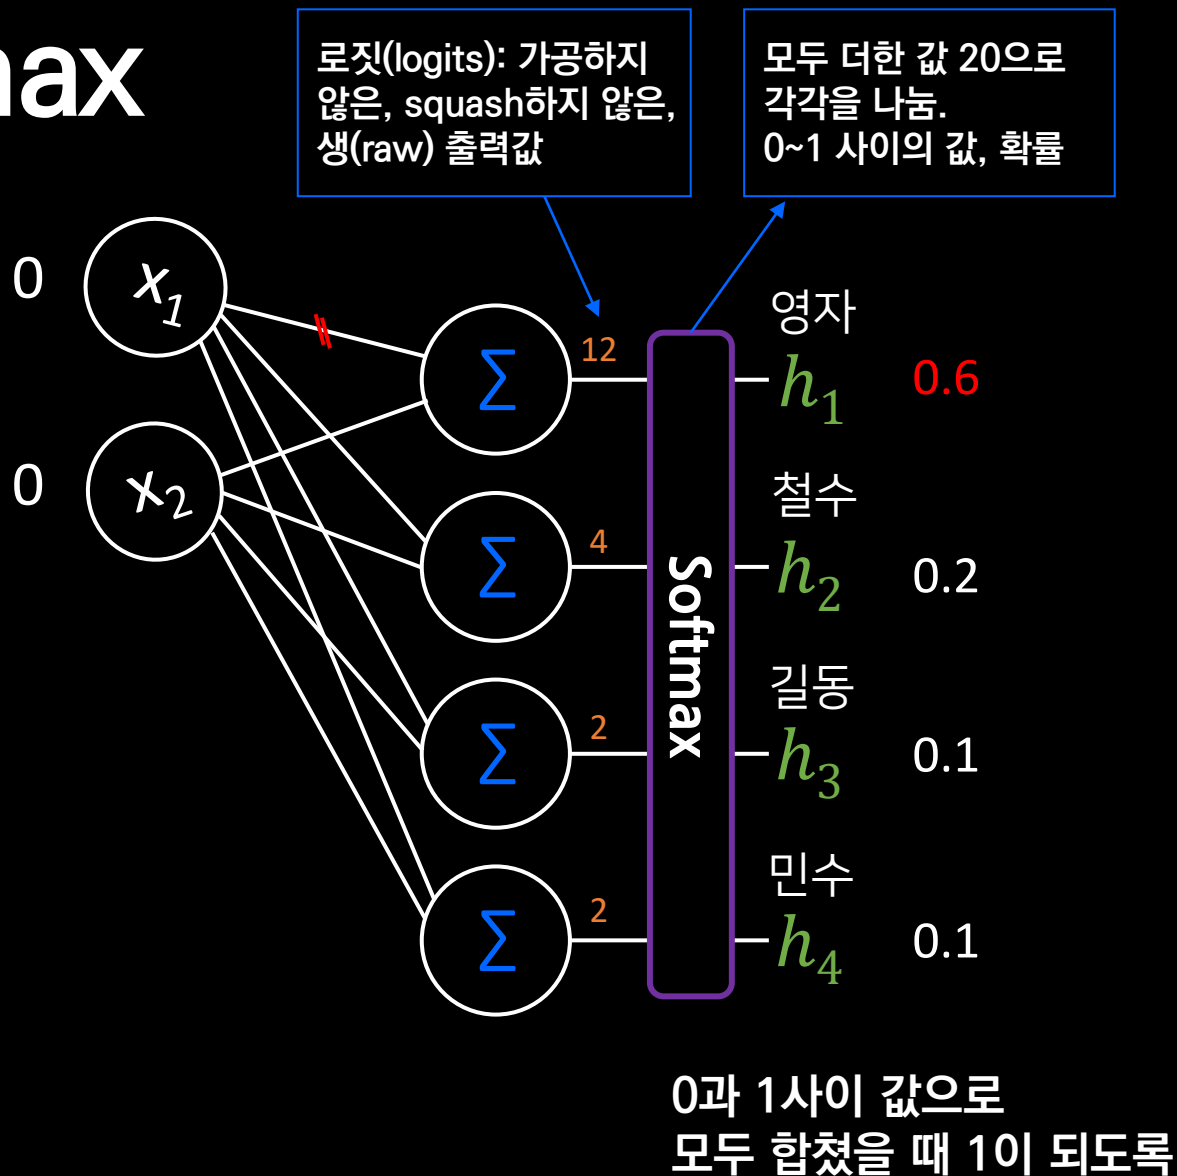 max
로짓(logits): 가공하지
않은, squash하지 않은,
생(raw) 출력값
모두 더한 값 20으로
각각을 나눔.
0~1 사이의 값, 확률
0 x₁
0 x₂
Σ 12
Σ 4
Σ 2
Σ 2
Softmax
영자
h₁ 0.6
철수
h₂ 0.2
길동
h₃ 0.1
민수
h₄ 0.1
0과 1사이 값으로
모두 합쳤을 때 1이 되도록